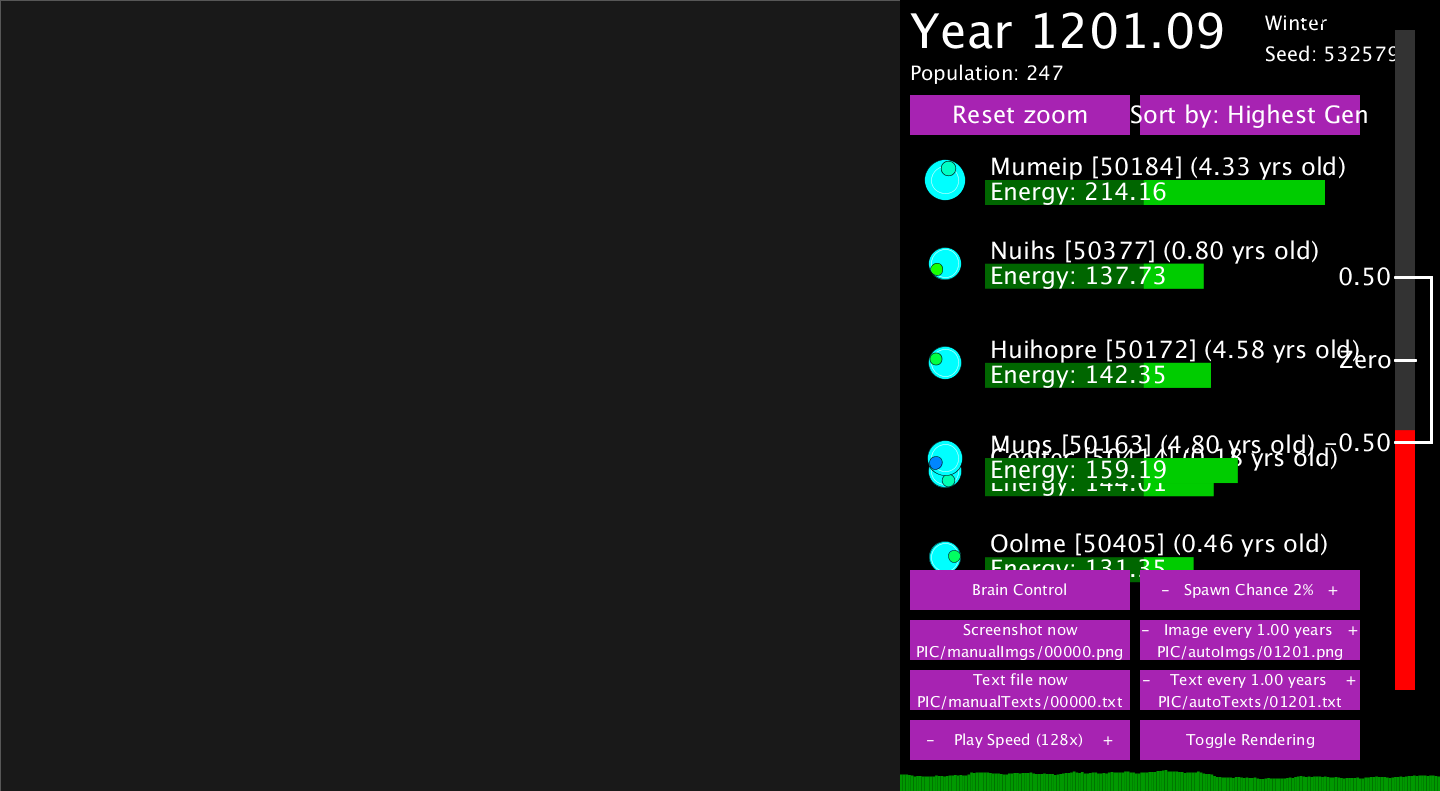 Year 1201.09
Winter
Seed: 532579
Population: 247
Reset zoom
Sort by: Highest Gen
Mumeip [50184] (4.33 yrs old)
Energy: 214.16
Nuihs [50377] (0.80 yrs old)
Energy: 137.73
0.50
Huihopre [50172] (4.58 yrs old)
Zero
Energy: 142.35
Mups [50163] (4.80 yrs old)
-0.50
yrs old)
Energy: 159.19
Energy: 144.01
Oolme [50405] (0.46 yrs old)
Energy: 131.35
Brain Control
- Spawn Chance 2% +
Screenshot now
PIC/manualImgs/00000.png
- Image every 1.00 years +
PIC/autoImgs/01201.png
Text file now
PIC/manualTexts/00000.txt
- Text every 1.00 years +
PIC/autoTexts/01201.txt
- Play Speed (128x) +
Toggle Rendering